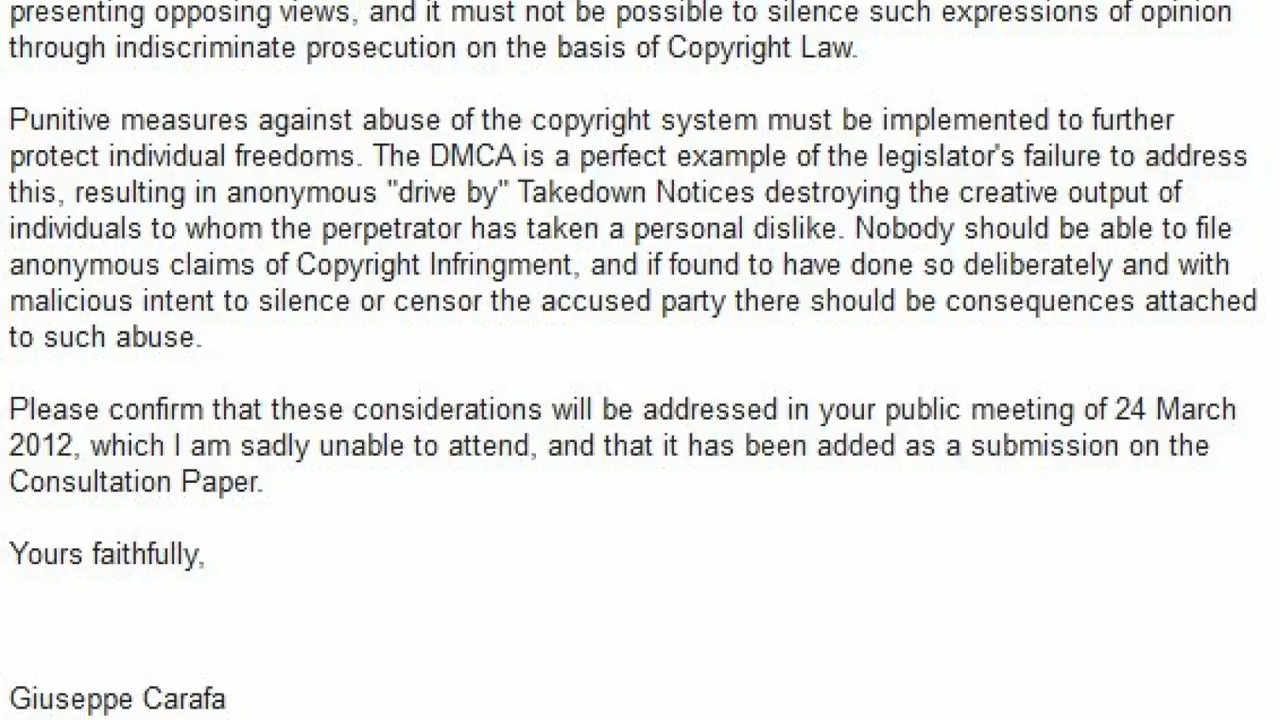 presenting opposing views, and it must not be possible to silence such expressions of opinion
through indiscriminate prosecution on the basis of Copyright Law.
Punitive measures against abuse of the copyright system must be implemented to further
protect individual freedoms. The DMCA is a perfect example of the legislator's failure to address
this, resulting in anonymous "drive by" Takedown Notices destroying the creative output of
individuals to whom the perpetrator has taken a personal dislike. Nobody should be able to file
anonymous claims of Copyright Infringment, and if found to have done so deliberately and with
malicious intent to silence or censor the accused party there should be consequences attached
to such abuse.
Please confirm that these considerations will be addressed in your public meeting of 24 March
2012, which I am sadly unable to attend, and that it has been added as a submission on the
Consultation Paper.
Yours faithfully,
Giuseppe Carafa